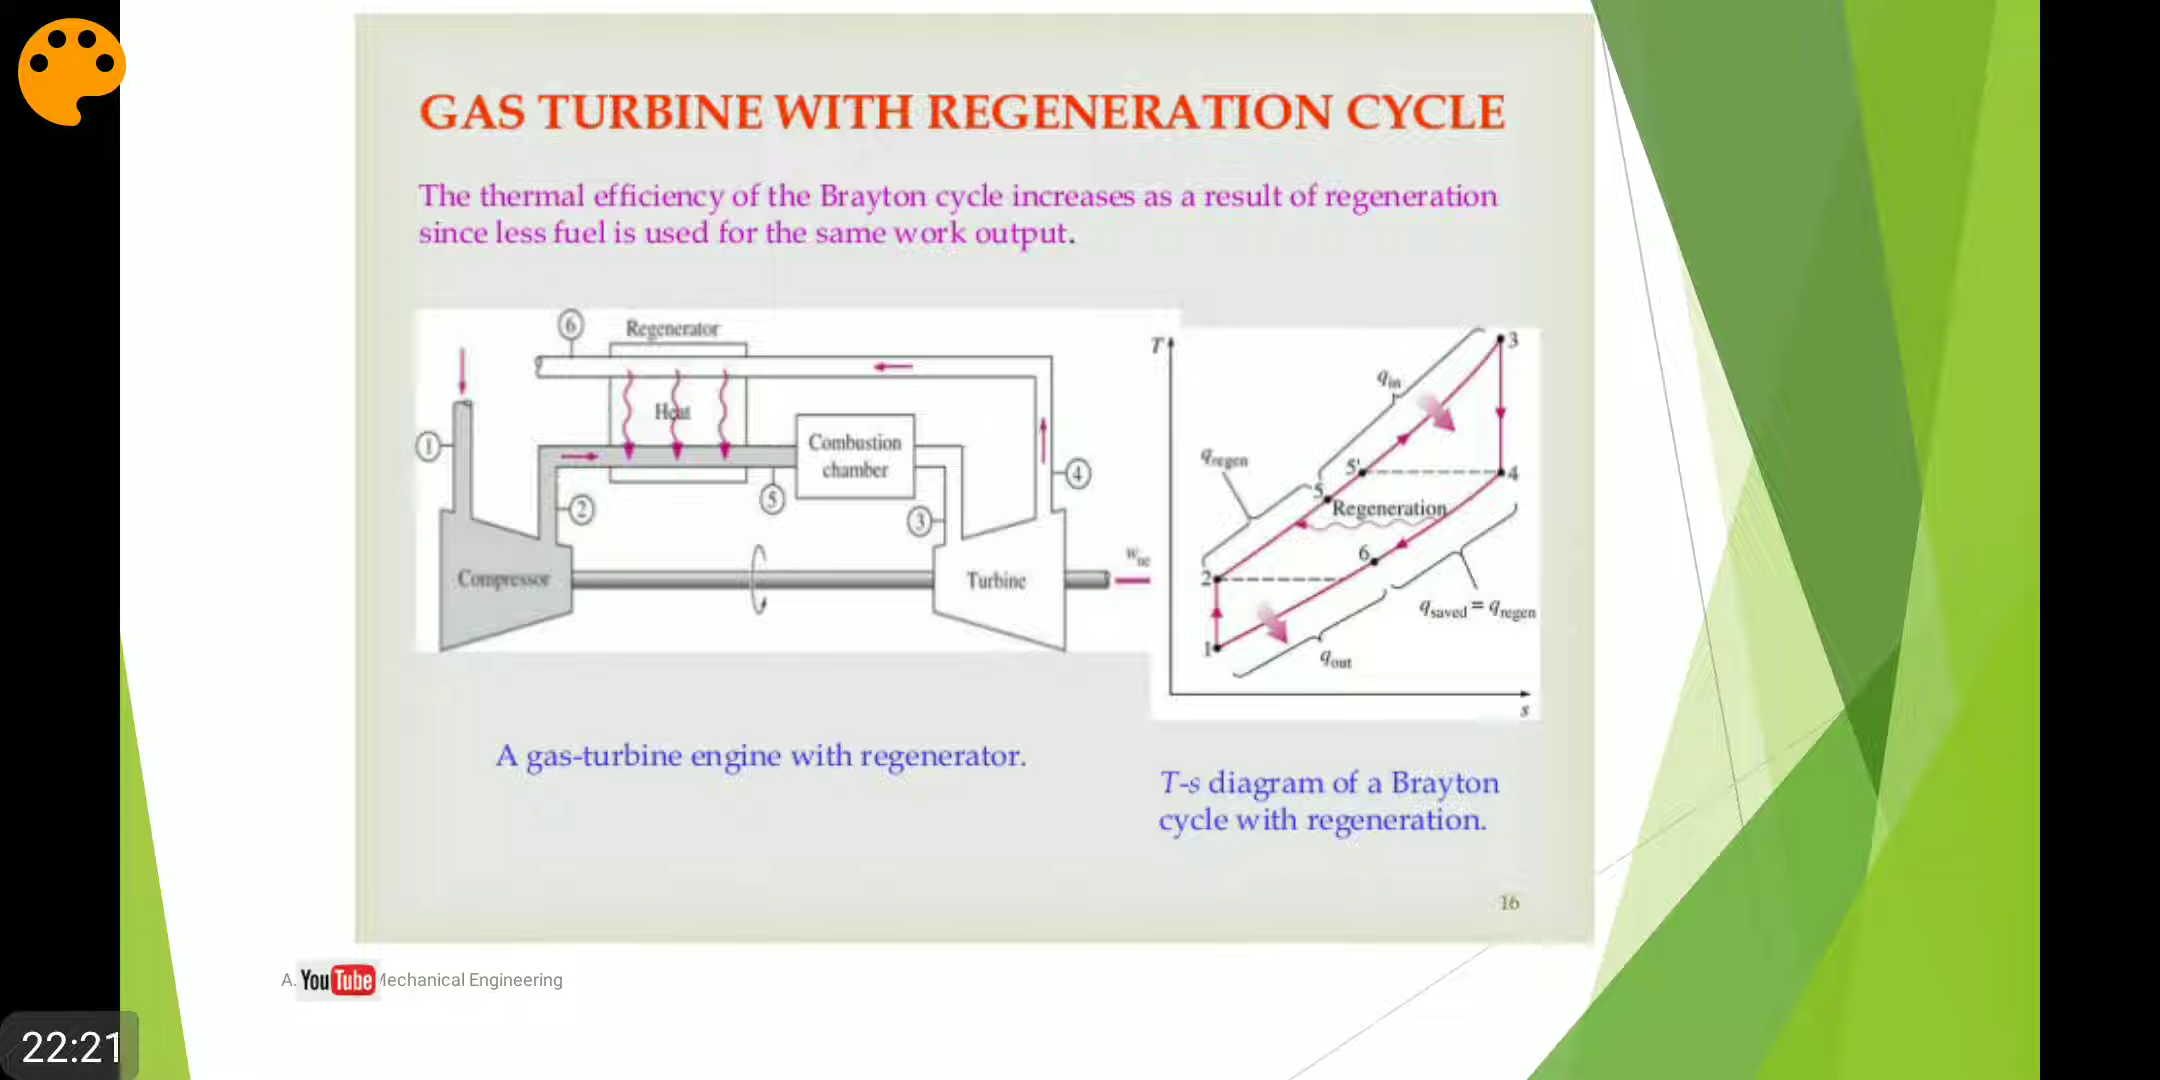 GAS TURBINE WITH REGENERATION CYCLE
The thermal efficiency of the Brayton cycle increases as a result of regeneration
since less fuel is used for the same work output.
6
Regenerator
Heat
1
Combustion
chamber
2
5
3
4
Compressor
Turbine
T
3
qin
qregen
5'
4
5
Regeneration
6
2
qsaved = qregen
1
qout
s
A gas-turbine engine with regenerator.
T-s diagram of a Brayton
cycle with regeneration.
16
A. YouTube Mechanical Engineering
22:21